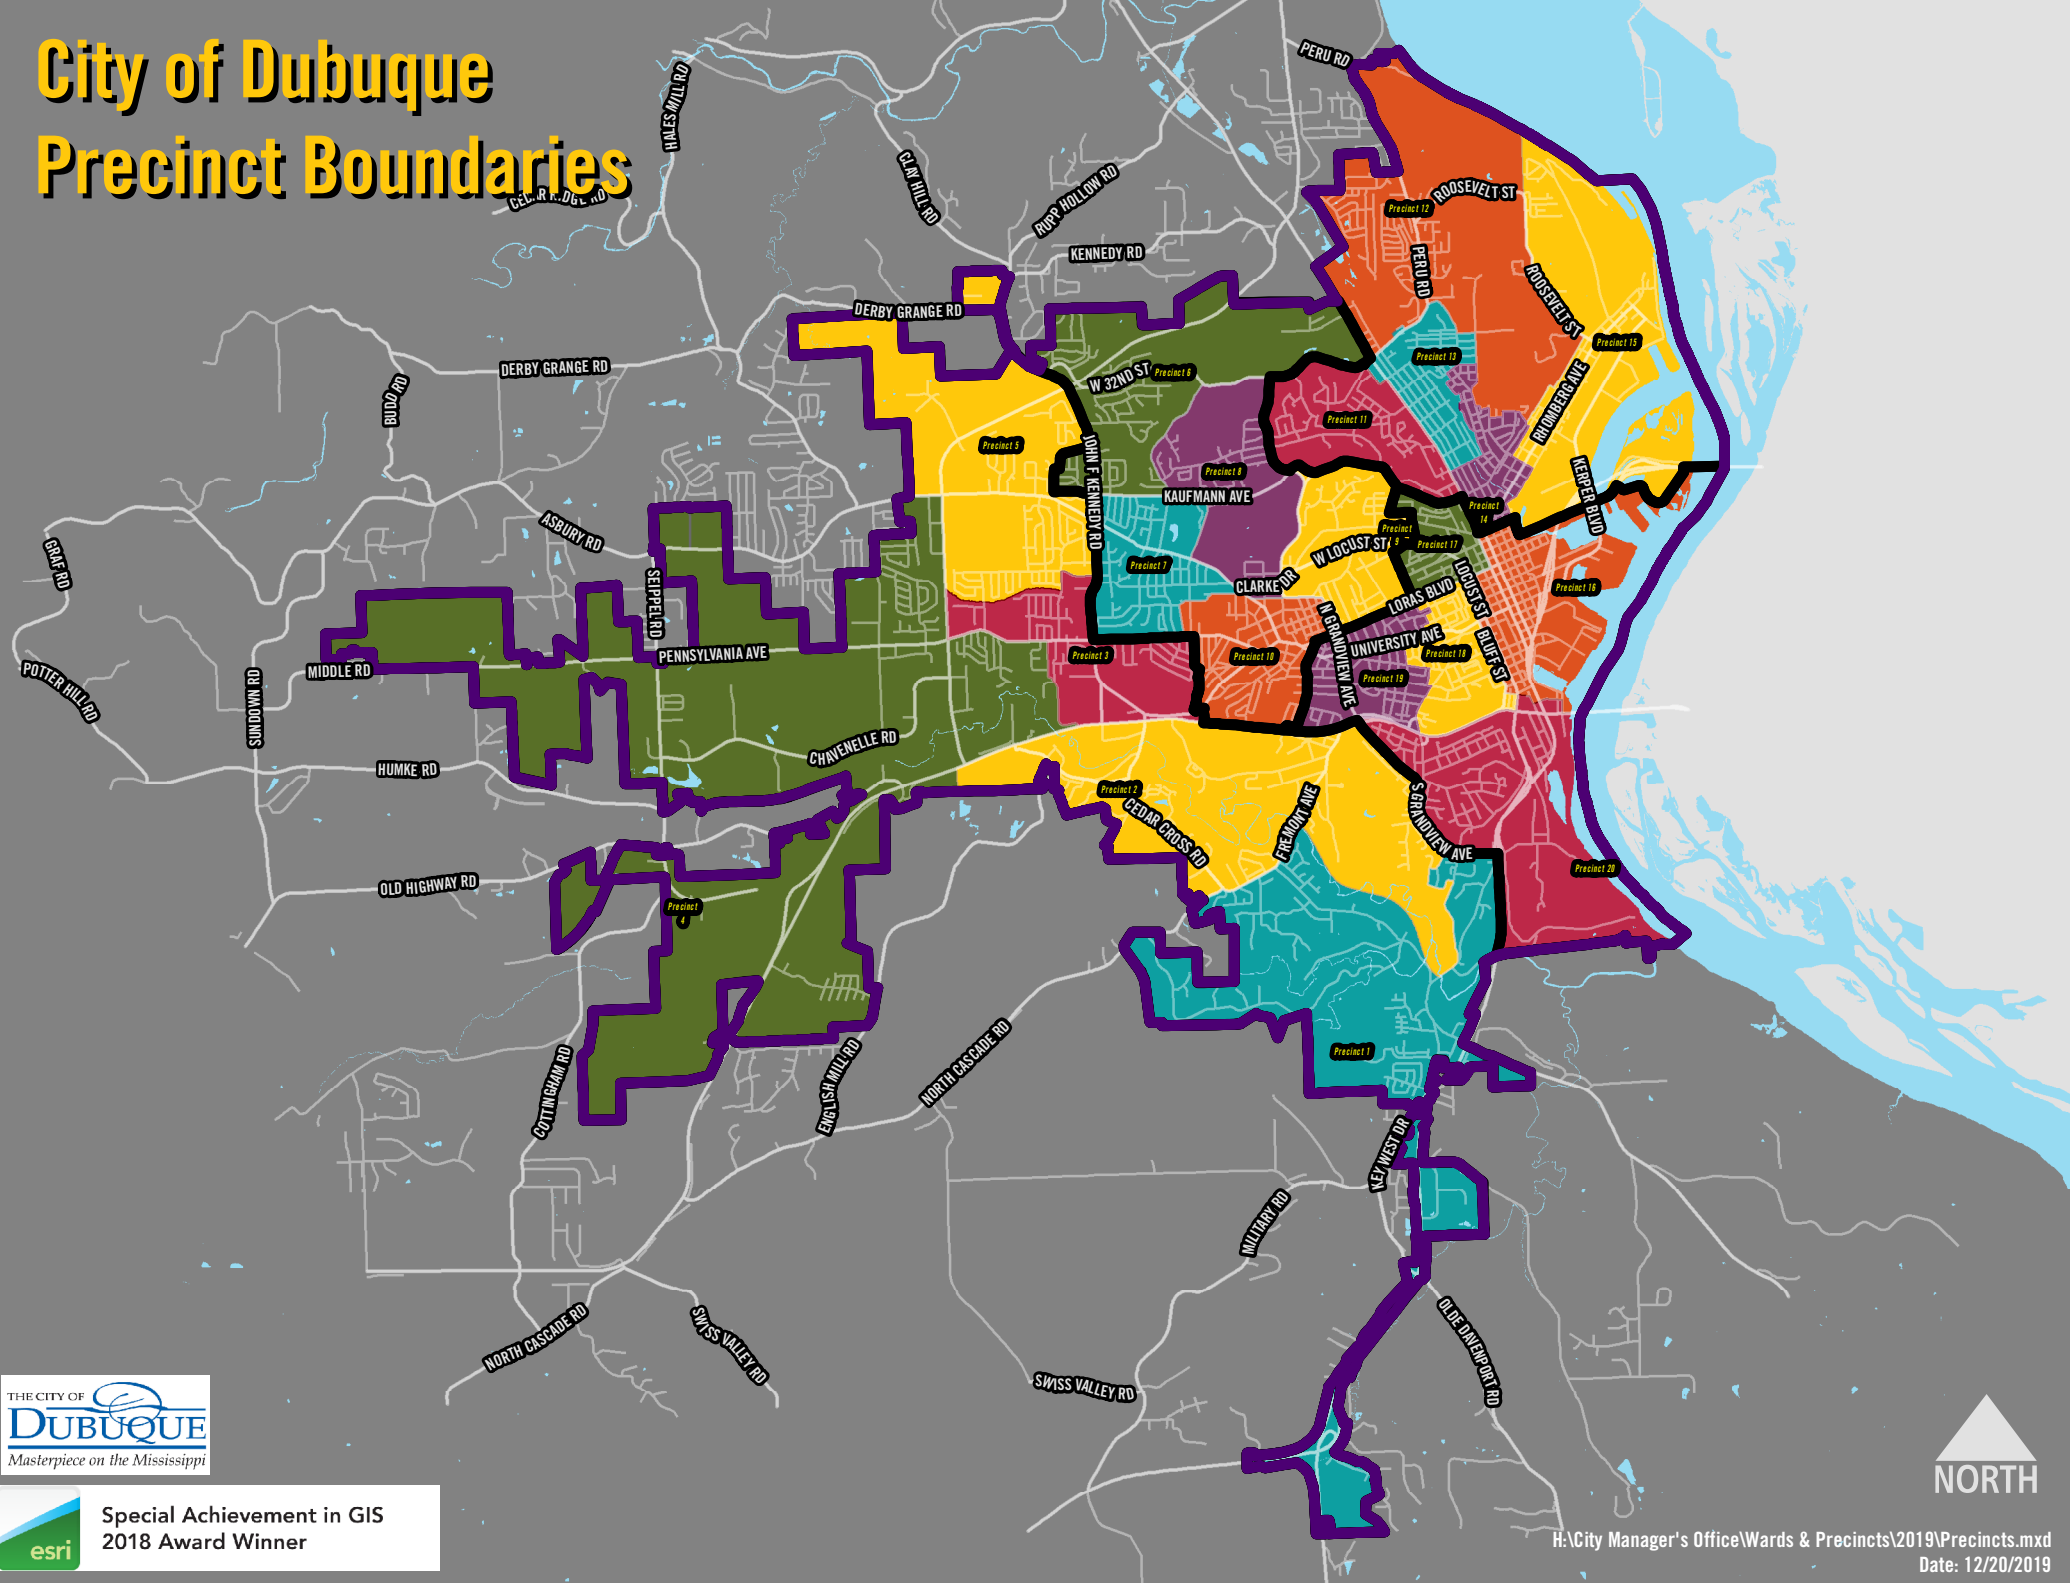 City of Dubuque
Precinct Boundaries
PERU RD
HALES MILL RD
CEDAR RIDGE RD
CLAY HILL RD
RUPP HOLLOW RD
ROOSEVELT ST
Precinct 12
KENNEDY RD
PERU RD
ROOSEVELT ST
DERBY GRANGE RD
DERBY GRANGE RD
BUDD RD
W 32ND ST
Precinct 6
Precinct 13
Precinct 15
RHOMBERG AVE
Precinct 11
Precinct 5
JOHN F KENNEDY RD
Precinct 8
KAUFMANN AVE
KERPER BLVD
Precinct
14
ASBURY RD
GRAF RD
Precinct
9
W LOCUST ST
Precinct 17
Precinct 7
CLARKE DR
LORAS BLVD
LOCUST ST
Precinct 16
SEIPPEL RD
N GRANDVIEW AVE
UNIVERSITY AVE
BLUFF ST
PENNSYLVANIA AVE
Precinct 3
Precinct 10
Precinct 18
Precinct 19
MIDDLE RD
POTTER HILL RD
SUNDOWN RD
CHAVENELLE RD
HUMKE RD
Precinct 2
CEDAR CROSS RD
FREMONT AVE
S GRANDVIEW AVE
Precinct 20
OLD HIGHWAY RD
Precinct
4
Precinct 1
COTTINGHAM RD
ENGLISH MILL RD
NORTH CASCADE RD
KEY WEST DR
MILITARY RD
NORTH CASCADE RD
SWISS VALLEY RD
SWISS VALLEY RD
OLDE DAVENPORT RD
THE CITY OF
DUBUQUE
Masterpiece on the Mississippi
esri
Special Achievement in GIS
2018 Award Winner
NORTH
H:\City Manager's Office\Wards & Precincts\2019\Precincts.mxd
Date: 12/20/2019